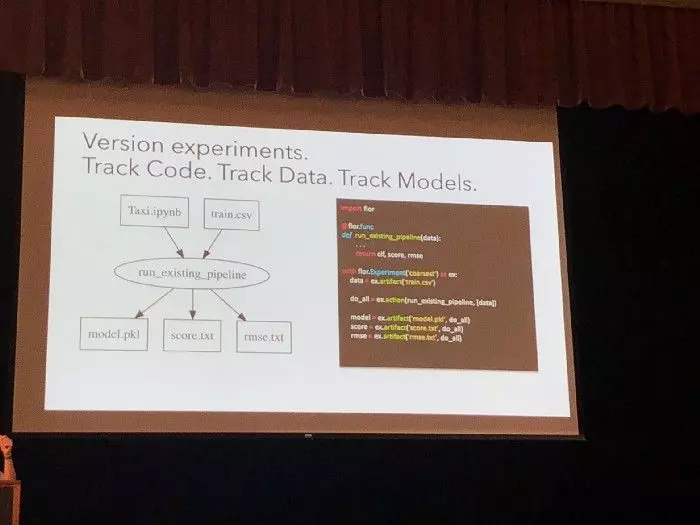 Version experiments.
Track Code. Track Data. Track Models.
Taxi.ipynb
train.csv
run_existing_pipeline
model.pkl
score.txt
rmse.txt
import flor
@flor.func
def run_existing_pipeline(data):
...
return clf, score, rmse
with flor.Experiment('coarsest') as ex:
data = ex.artifact('train.csv')
do_all = ex.action(run_existing_pipeline, [data])
model = ex.artifact('model.pkl', do_all)
score = ex.artifact('score.txt', do_all)
rmse = ex.artifact('rmse.txt', do_all)